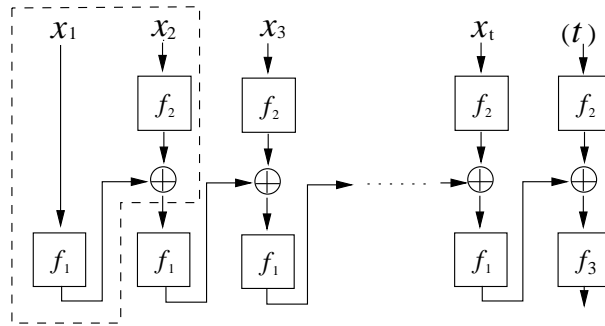 x1 x2 x3 xt (t)
f2 f2 f2 f2
. . . . . .
f1 f1 f1 f1 f3